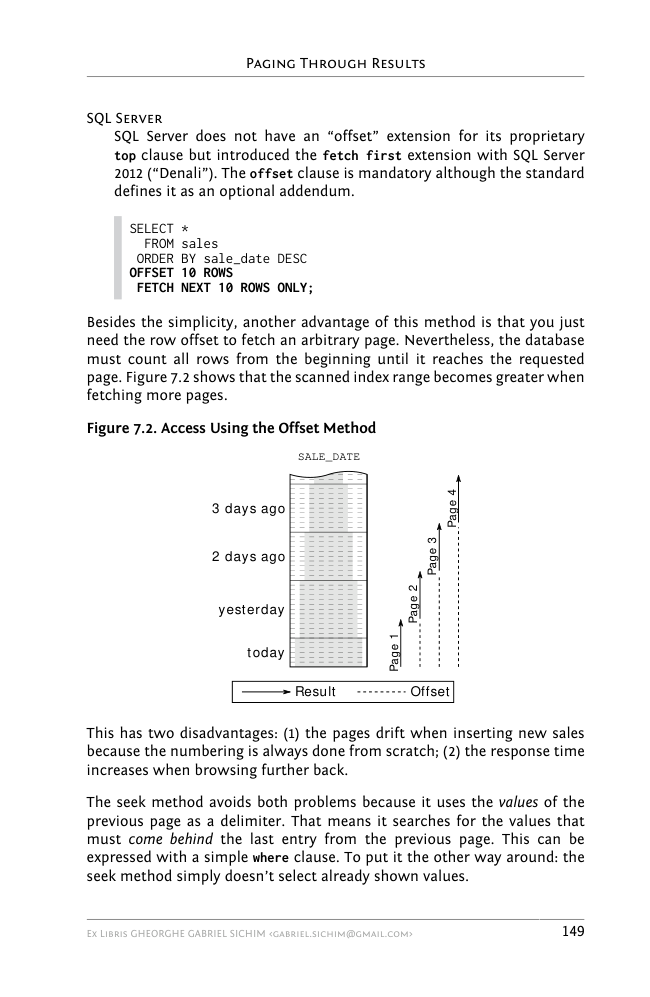 Paging Through Results
SQL Server
SQL Server does not have an “offset” extension for its proprietary
top clause but introduced the fetch first extension with SQL Server
2012 (“Denali”). The offset clause is mandatory although the standard
defines it as an optional addendum.
SELECT *
  FROM sales
 ORDER BY sale_date DESC
OFFSET 10 ROWS
 FETCH NEXT 10 ROWS ONLY;
Besides the simplicity, another advantage of this method is that you just
need the row offset to fetch an arbitrary page. Nevertheless, the database
must count all rows from the beginning until it reaches the requested
page. Figure 7.2 shows that the scanned index range becomes greater when
fetching more pages.
Figure 7.2. Access Using the Offset Method
SALE_DATE
3 days ago
2 days ago
yesterday
today
Page 1
Page 2
Page 3
Page 4
Result
Offset
This has two disadvantages: (1) the pages drift when inserting new sales
because the numbering is always done from scratch; (2) the response time
increases when browsing further back.
The seek method avoids both problems because it uses the values of the
previous page as a delimiter. That means it searches for the values that
must come behind the last entry from the previous page. This can be
expressed with a simple where clause. To put it the other way around: the
seek method simply doesn’t select already shown values.
Ex Libris GHEORGHE GABRIEL SICHIM <gabriel.sichim@gmail.com>
149